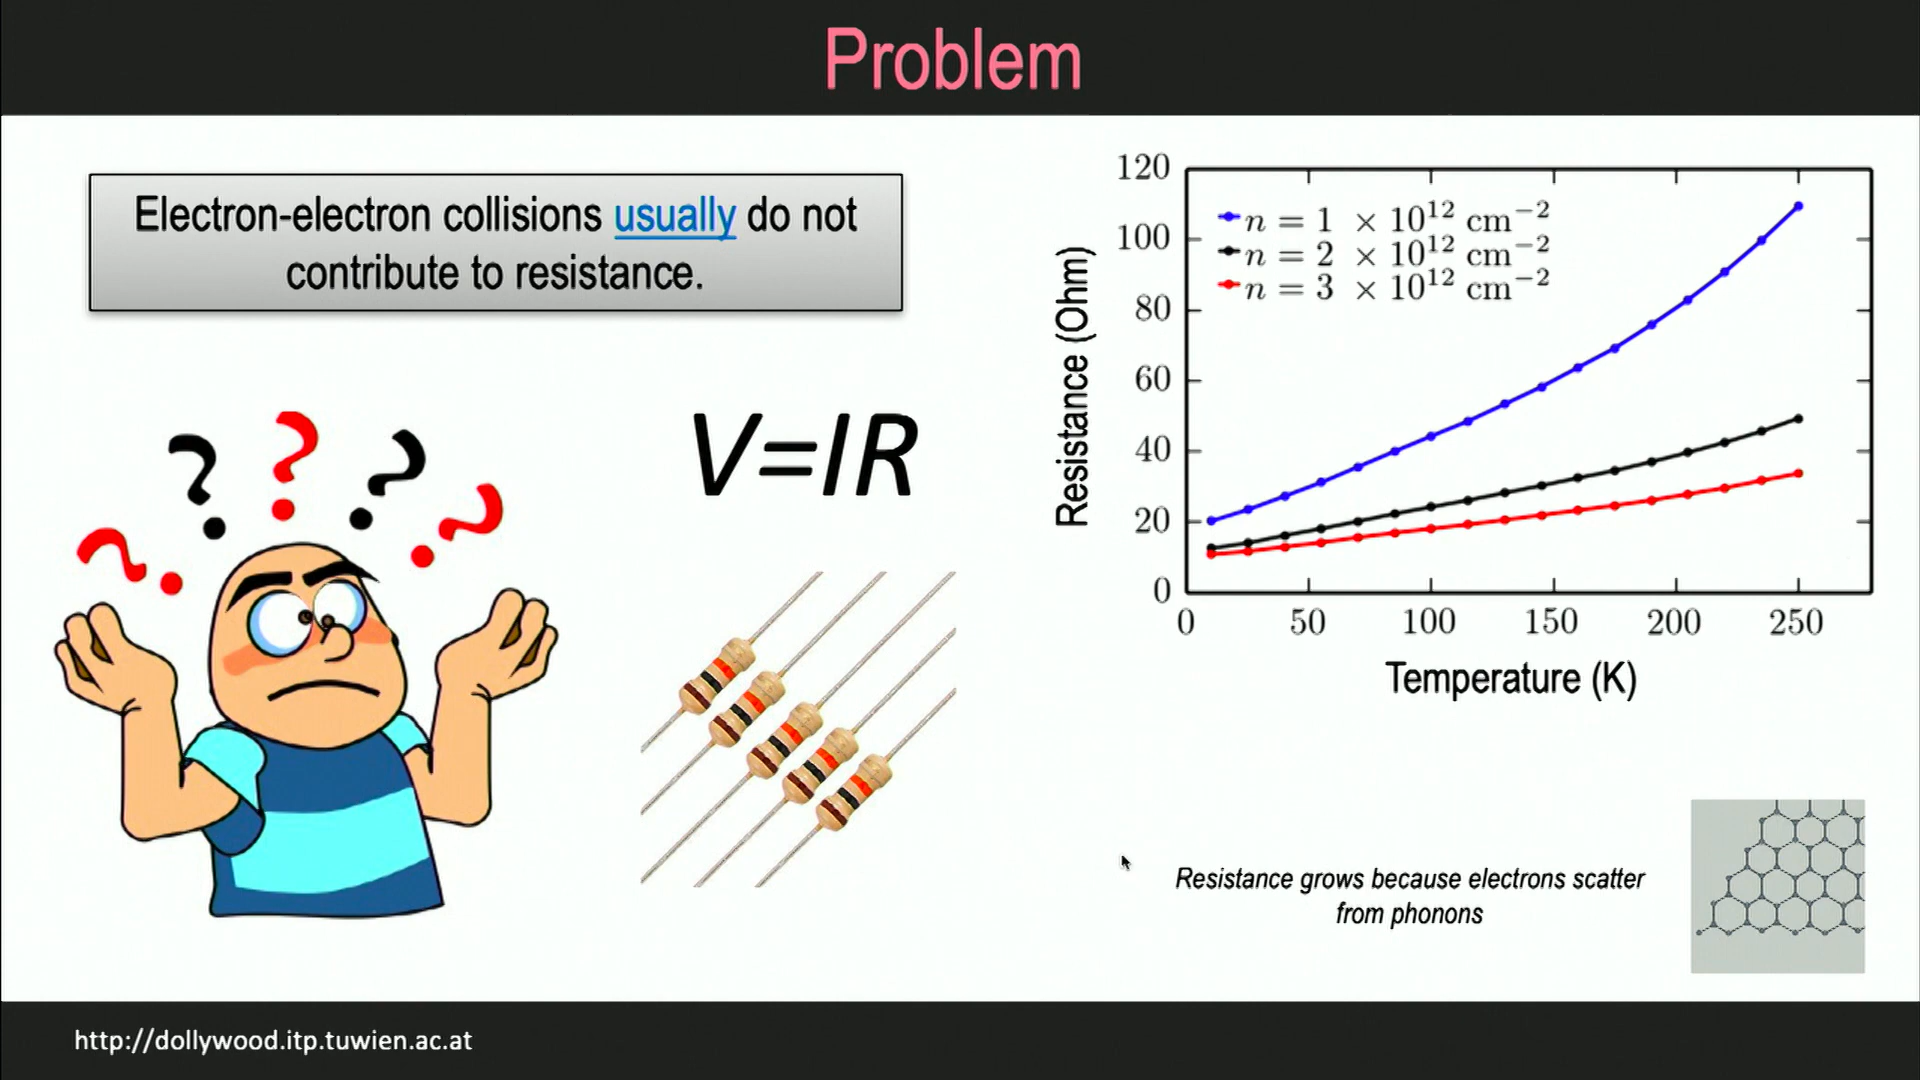 Problem
Electron-electron collisions usually do not
contribute to resistance.
? ? ? ? ?
V=IR
120
100
80
60
40
20
0
Resistance (Ohm)
n = 1 × 10¹² cm⁻²
n = 2 × 10¹² cm⁻²
n = 3 × 10¹² cm⁻²
0 50 100 150 200 250
Temperature (K)
Resistance grows because electrons scatter
from phonons
http://dollywood.itp.tuwien.ac.at